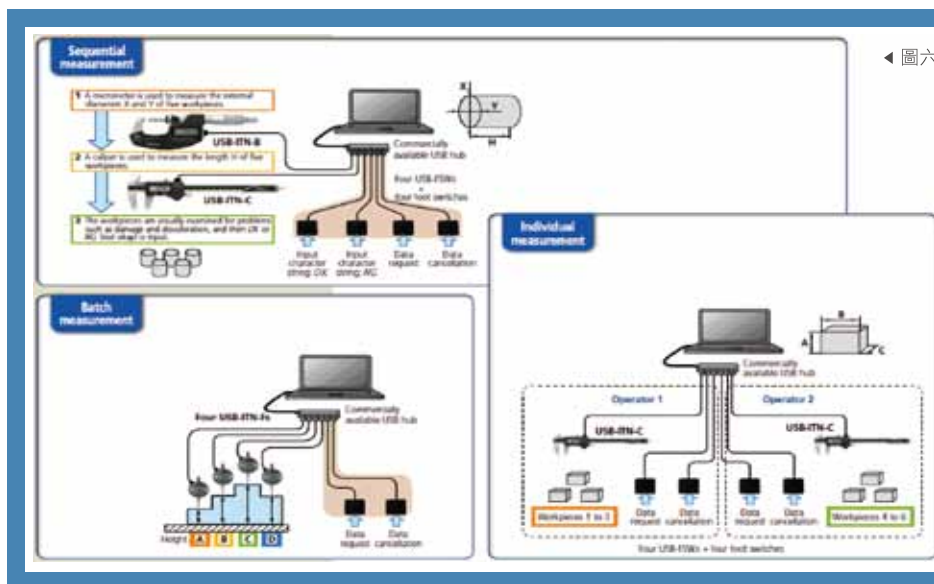 ◀ 圖六
Sequential
measurement
1 A micrometer is used to measure the external
diameters X and Y of five workpieces.
USB-ITN-B
2 A caliper is used to measure the length H of five
workpieces.
USB-ITN-C
3 The workpieces are usually examined for problems
such as damage and discoloration, and then OK or
NG
input.
Commercially
available USB hub
Four USB-FSWs
+
four foot switches
Input
character
string: OK
Input
character
string: NG
Data
request
Data
cancellation
X
Y
H
Batch
measurement
Four USB-ITN-Fs
Commercially
available USB hub
Height A B C D
Data
request
Data
cancellation
Individual
measurement
A
B
C
Commercially
available USB hub
Operator 1
Operator 2
USB-ITN-C
USB-ITN-C
Workpieces 1 to 3
Data
request
Data
cancellation
Data
request
Data
cancellation
Workpieces 4 to 6
Four USB-FSWs + four foot switches